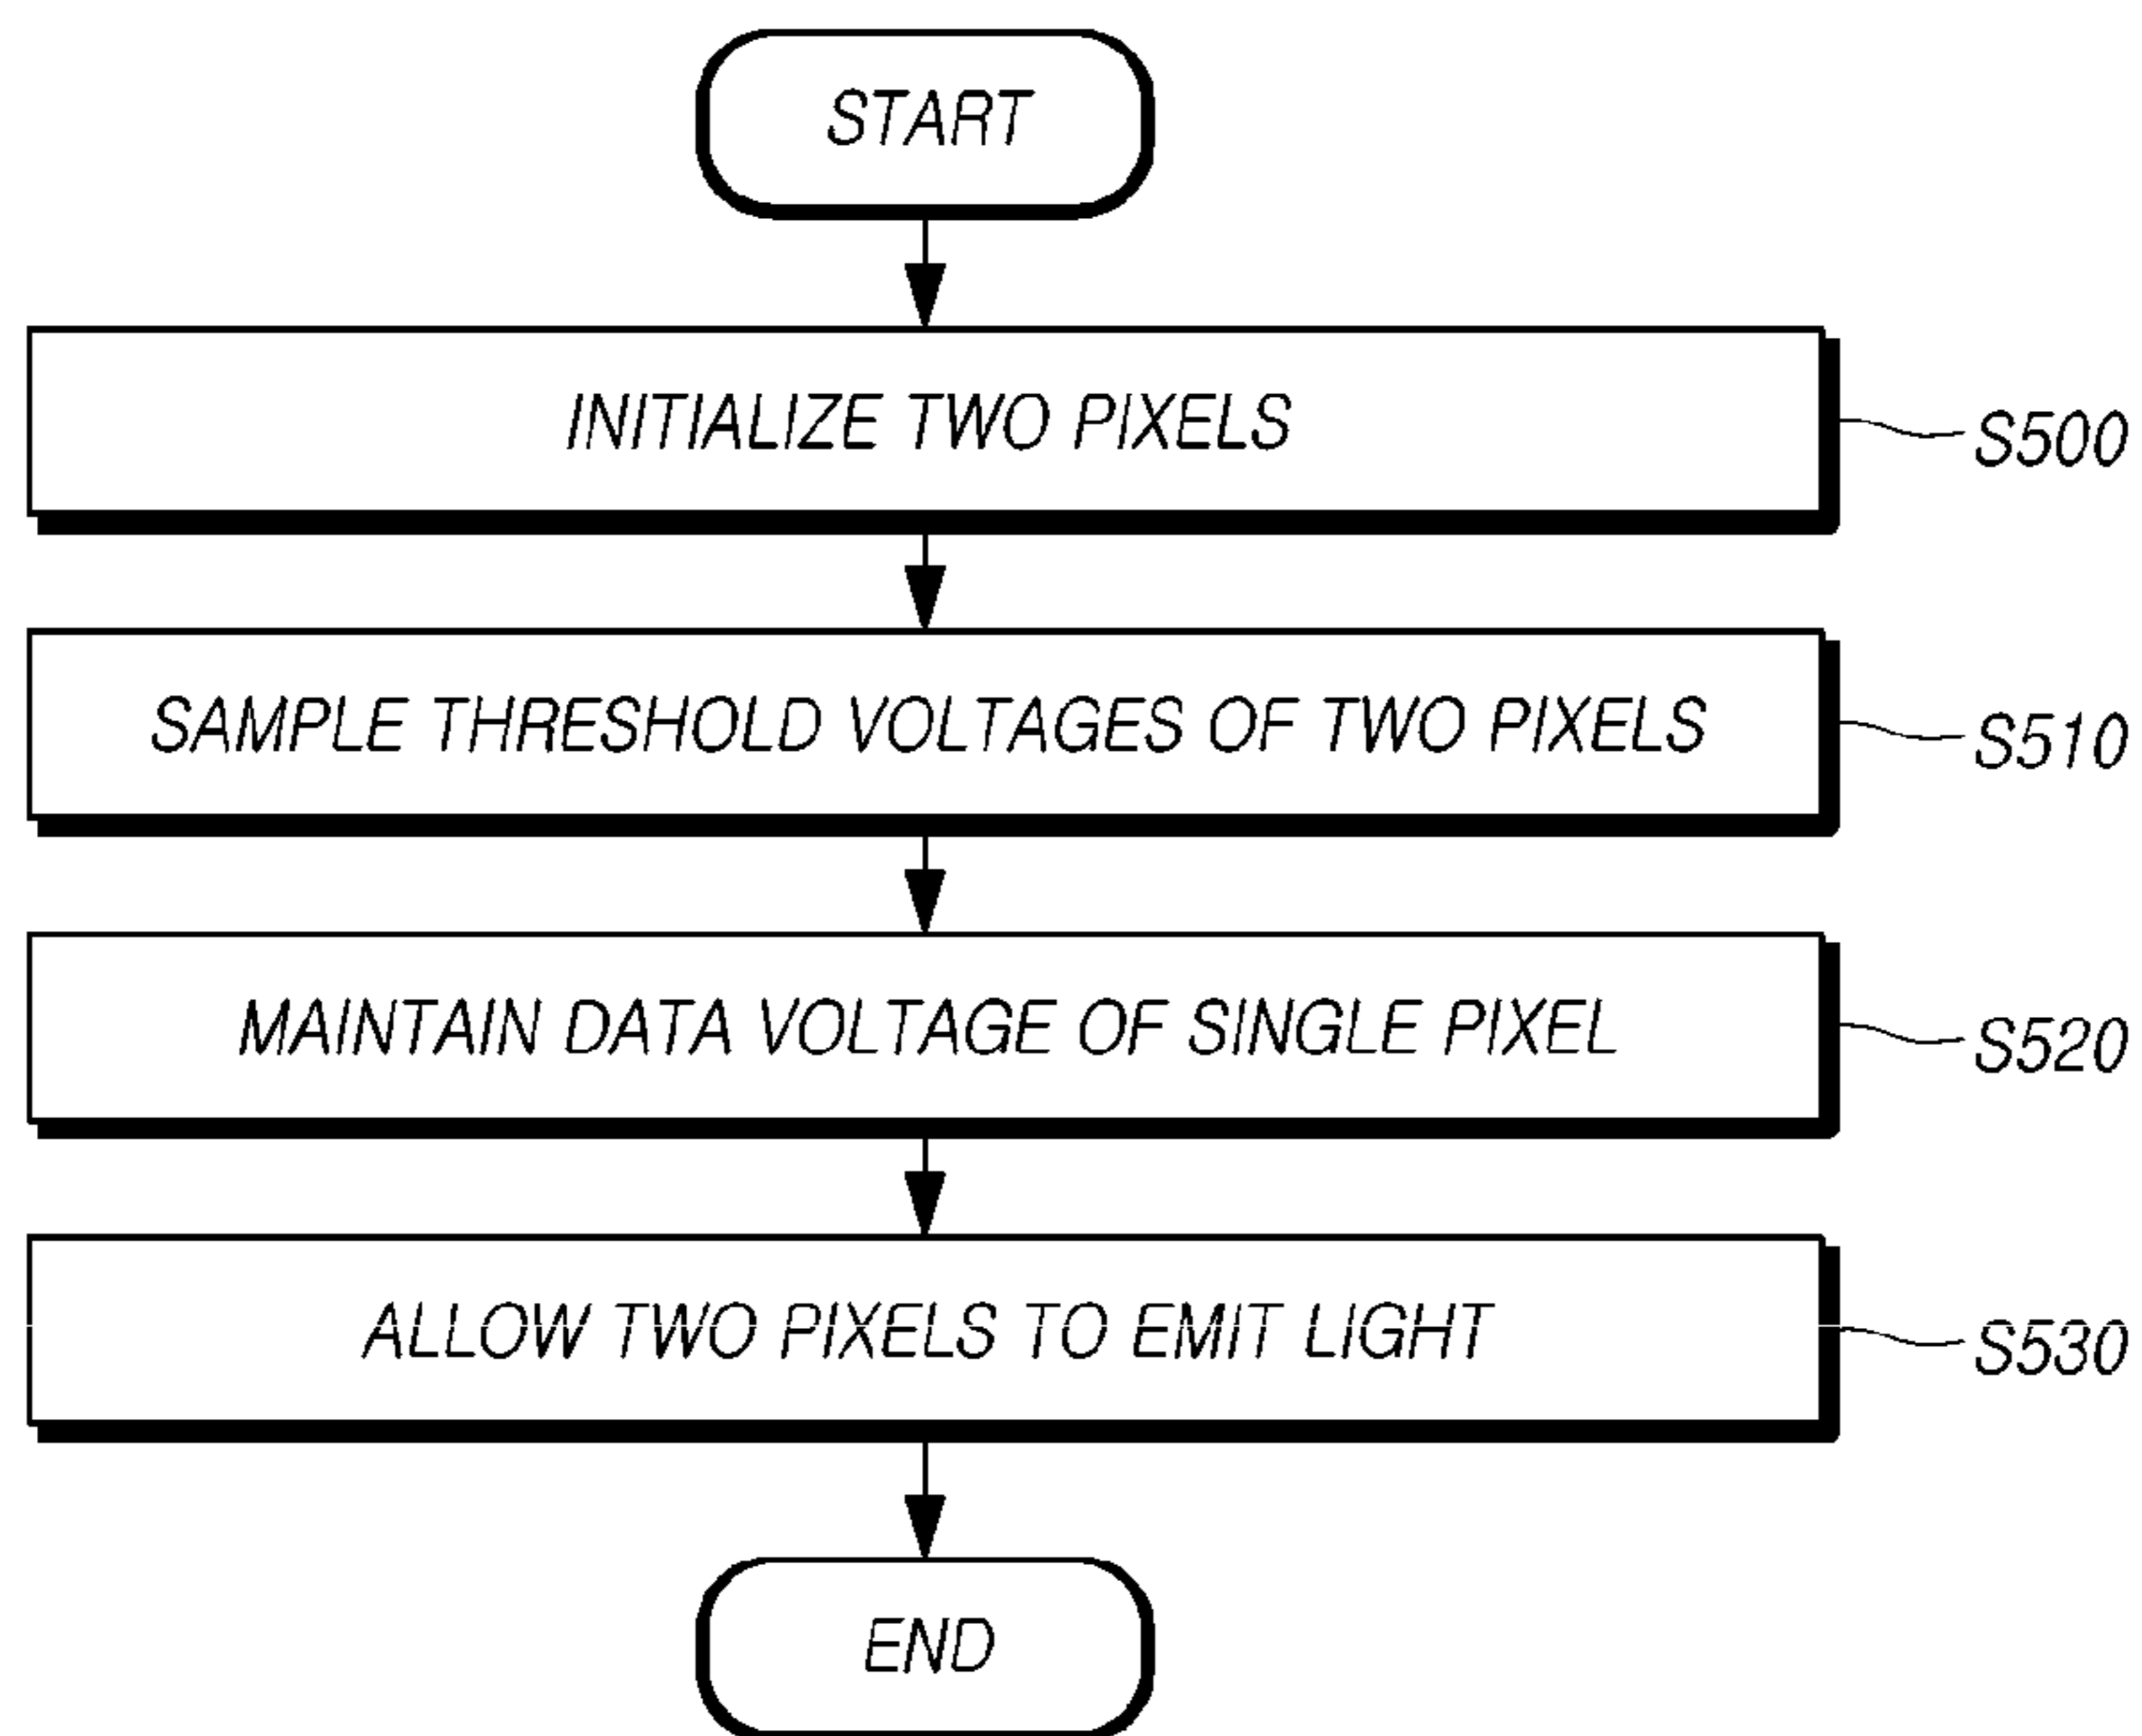 START
INITIALIZE TWO PIXELS
S500
SAMPLE THRESHOLD VOLTAGES OF TWO PIXELS
S510
MAINTAIN DATA VOLTAGE OF SINGLE PIXEL
S520
ALLOW TWO PIXELS TO EMIT LIGHT
S530
END